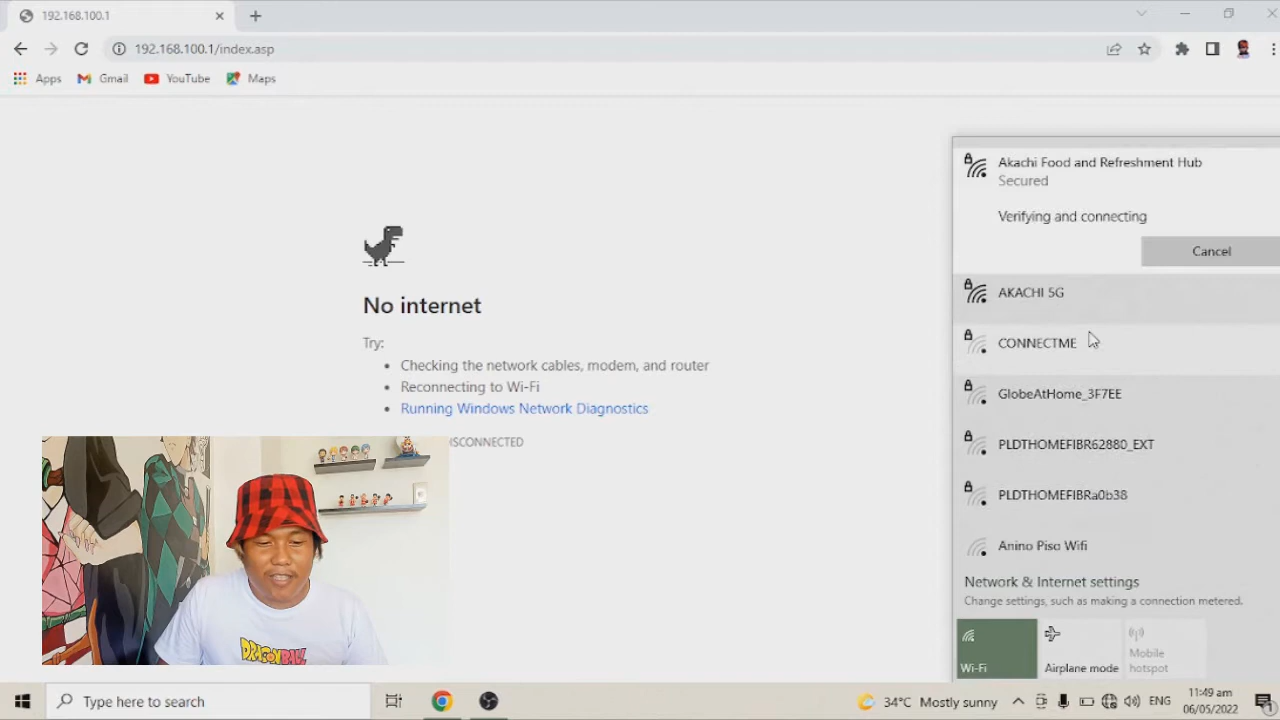 192.168.100.1
192.168.100.1/index.asp
Apps
Gmail
YouTube
Maps
No internet
Try:
Checking the network cables, modem, and router
Reconnecting to Wi-Fi
Running Windows Network Diagnostics
ISCONNECTED
Akachi Food and Refreshment Hub
Secured
Verifying and connecting
Cancel
AKACHI 5G
CONNECTME
GlobeAtHome_3F7EE
PLDTHOMEFIBR62880_EXT
PLDTHOMEFIBRa0b38
Anino Piso Wifi
Network & Internet settings
Change settings, such as making a connection metered.
Wi-Fi
Airplane mode
Mobile
hotspot
DRAGONBALL
Type here to search
34°C Mostly sunny
ENG
11:49 am
06/05/2022